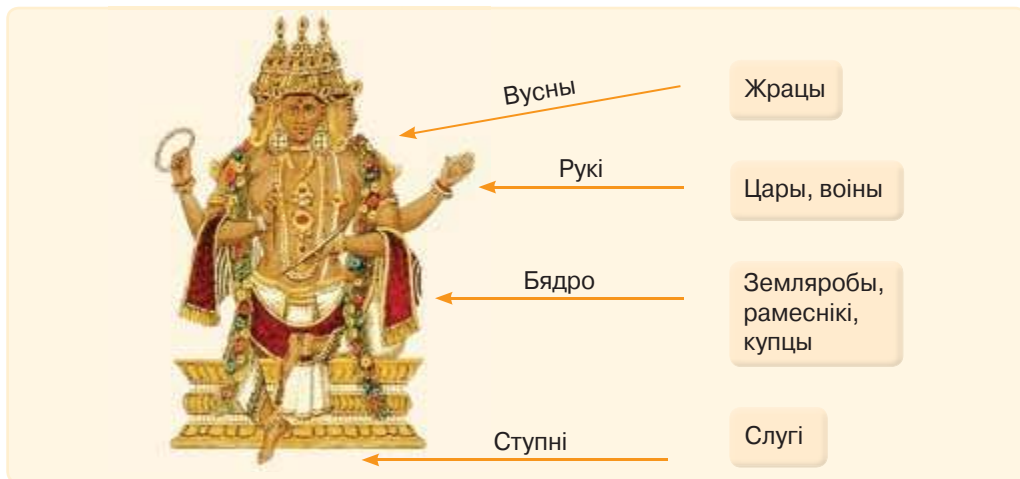 Вусны
Жрацы
Рукі
Цары, воіны
Бядро
Земляробы,
рамеснікі,
купцы
Ступні
Слугі